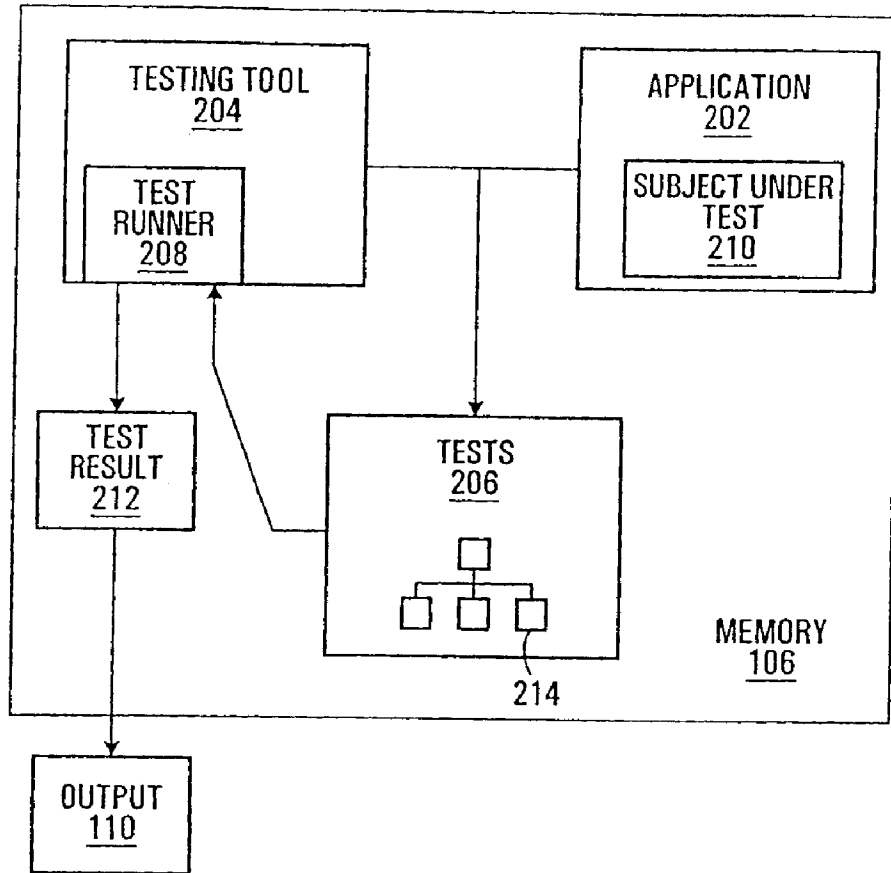 TESTING TOOL
204
TEST
RUNNER
208
APPLICATION
202
SUBJECT UNDER
TEST
210
TEST
RESULT
212
TESTS
206
214
MEMORY
106
OUTPUT
110